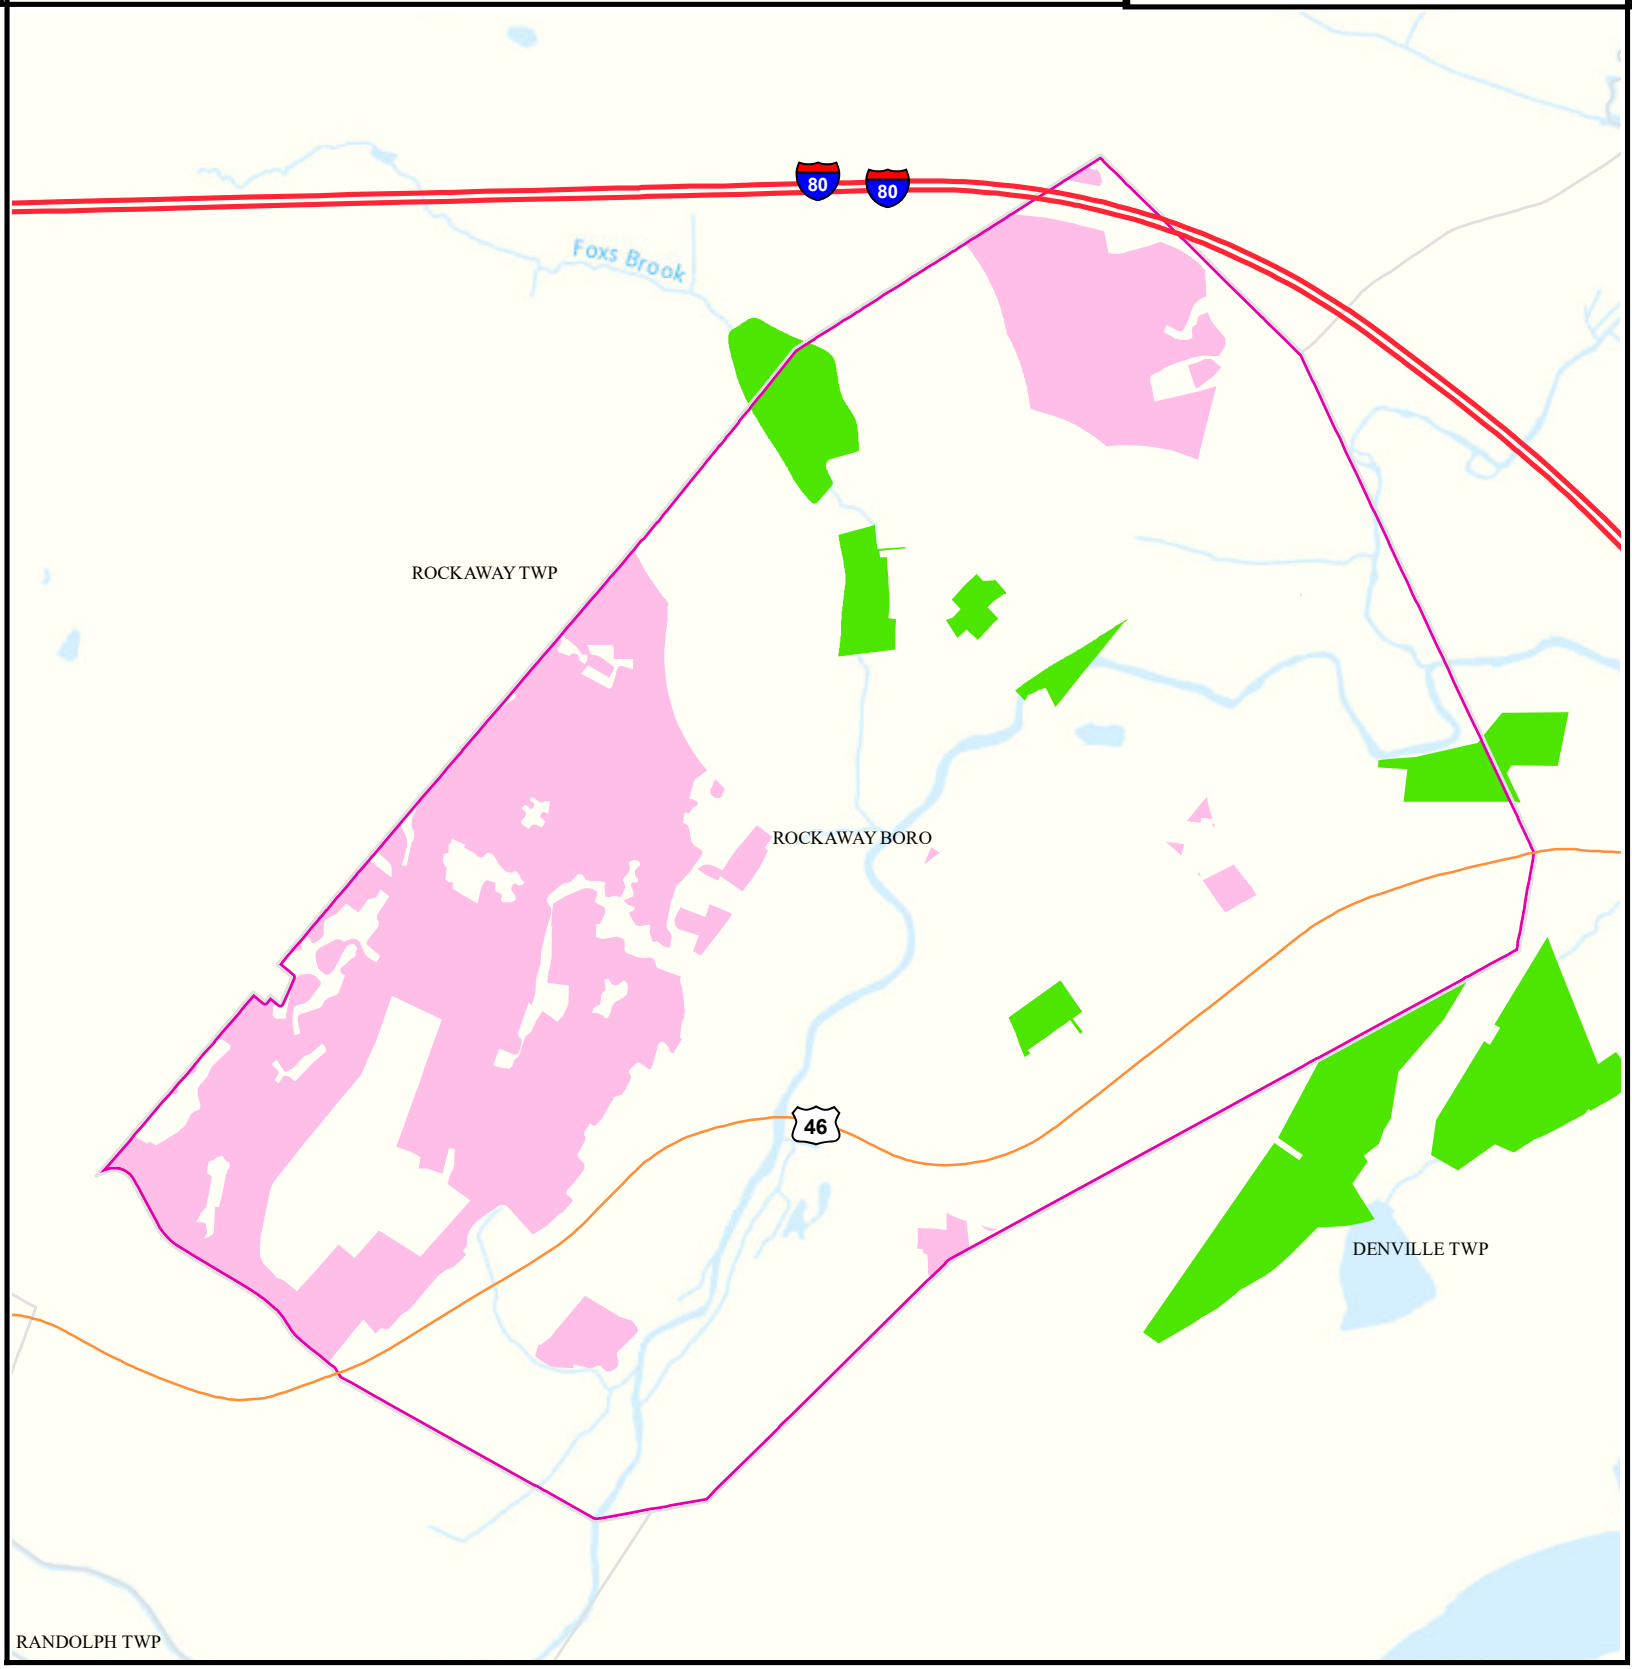 80
80
Foxs Brook
ROCKAWAY TWP
ROCKAWAY BORO
46
DENVILLE TWP
RANDOLPH TWP